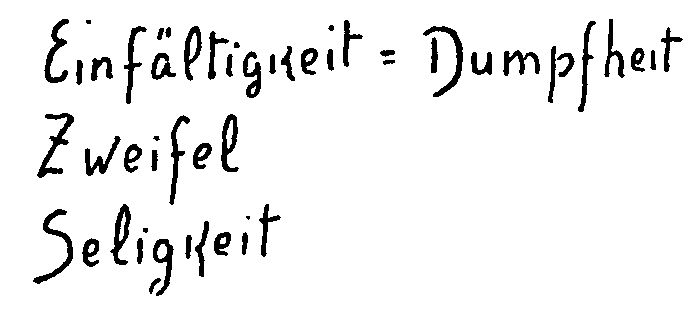 Einfältigkeit = Dumpfheit
Zweifel
Seligkeit